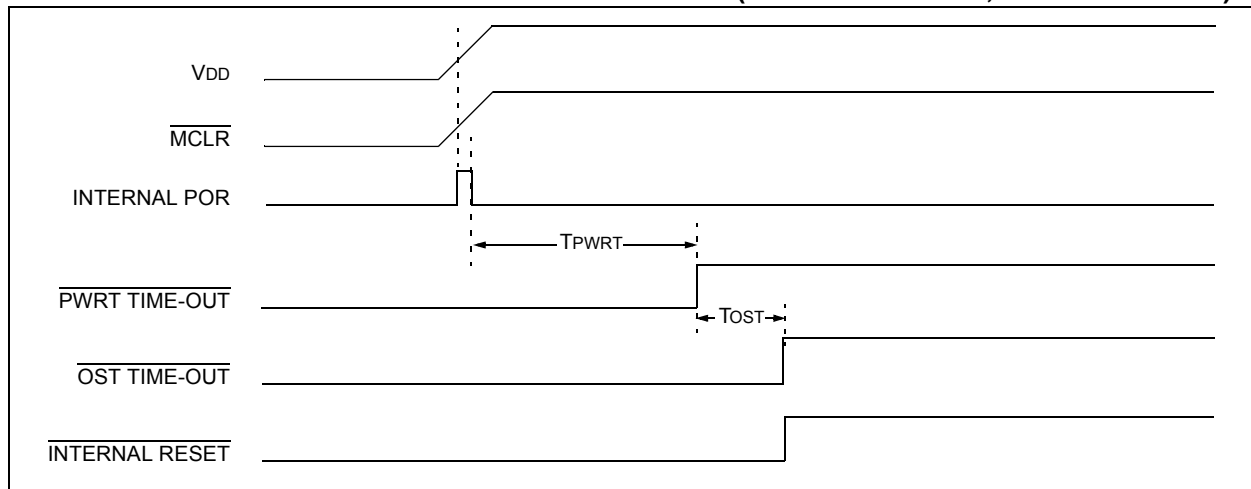 VDD
MCLR
INTERNAL POR
TPWRT
PWRT TIME-OUT
TOST
OST TIME-OUT
INTERNAL RESET